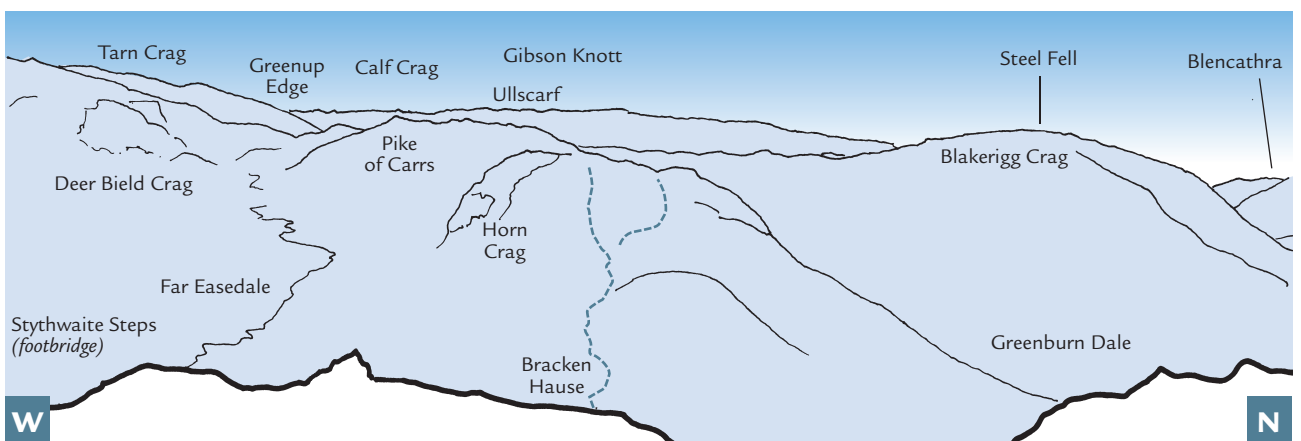 Tarn Crag
Greenup
Edge
Calf Crag
Gibson Knott
Ullscarf
Steel Fell
Blencathra
Pike
of Carrs
Blakerigg Crag
Deer Bield Crag
Horn
Crag
Far Easedale
Stythwaite Steps
(footbridge)
Bracken
Hause
Greenburn Dale
W
N